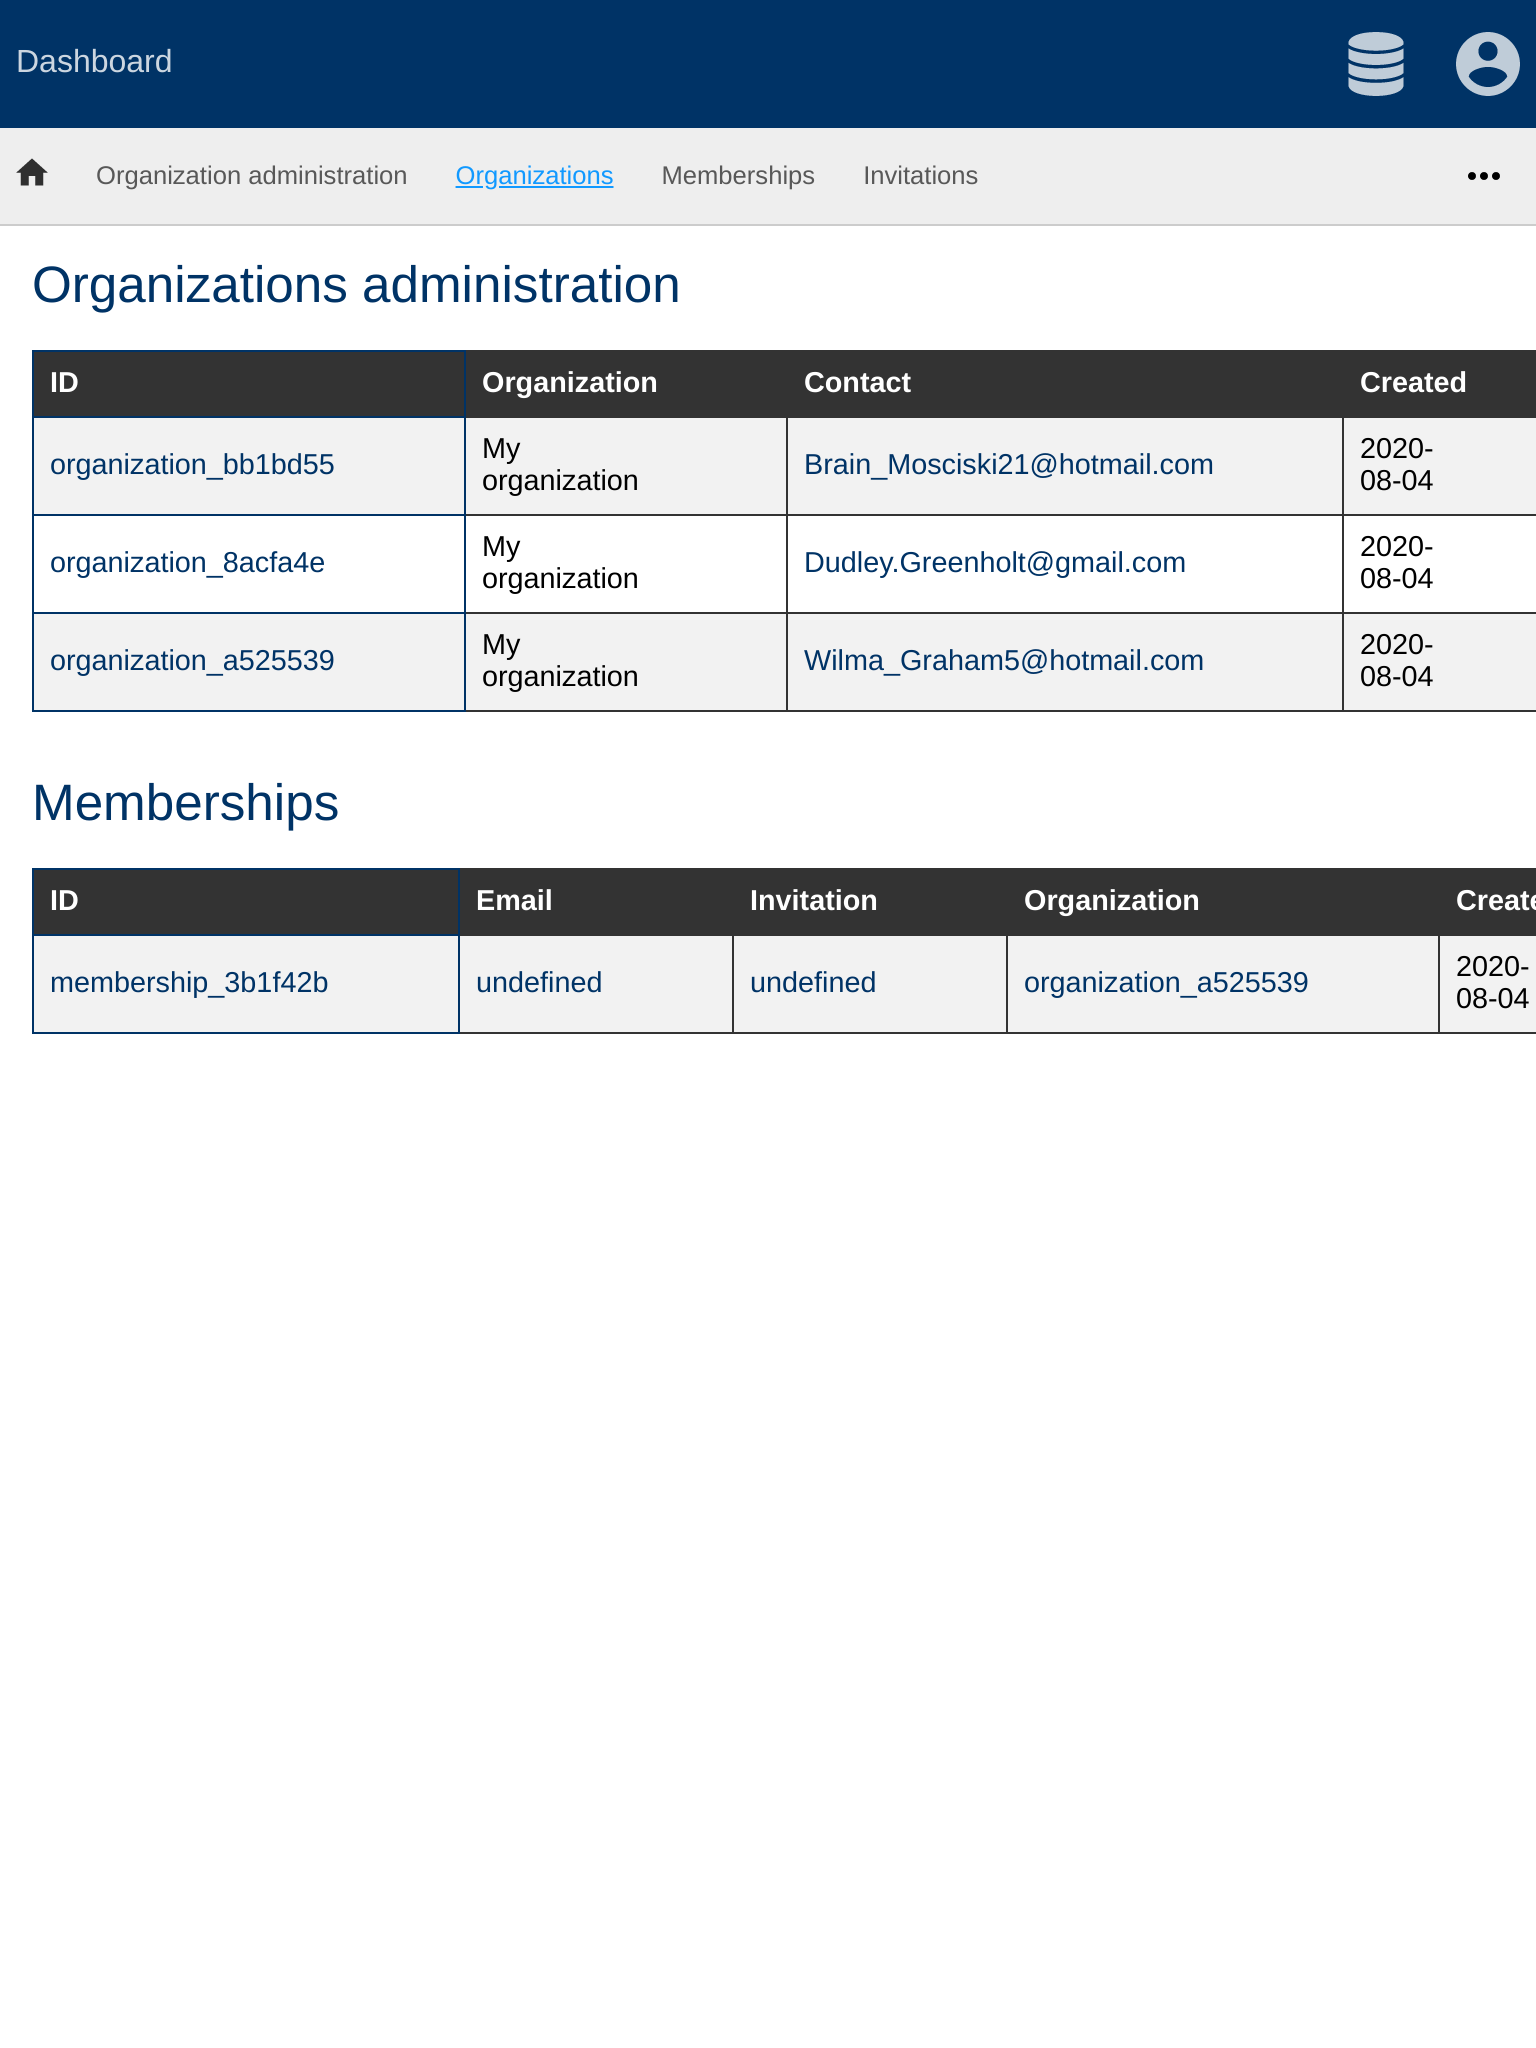 Dashboard
Organization administration Organizations Memberships Invitations
Organizations administration
ID Organization Contact Created
organization_bb1bd55 My organization Brain_Mosciski21@hotmail.com 2020-08-04
organization_8acfa4e My organization Dudley.Greenholt@gmail.com 2020-08-04
organization_a525539 My organization Wilma_Graham5@hotmail.com 2020-08-04
Memberships
ID Email Invitation Organization Create
membership_3b1f42b undefined undefined organization_a525539 2020-08-04